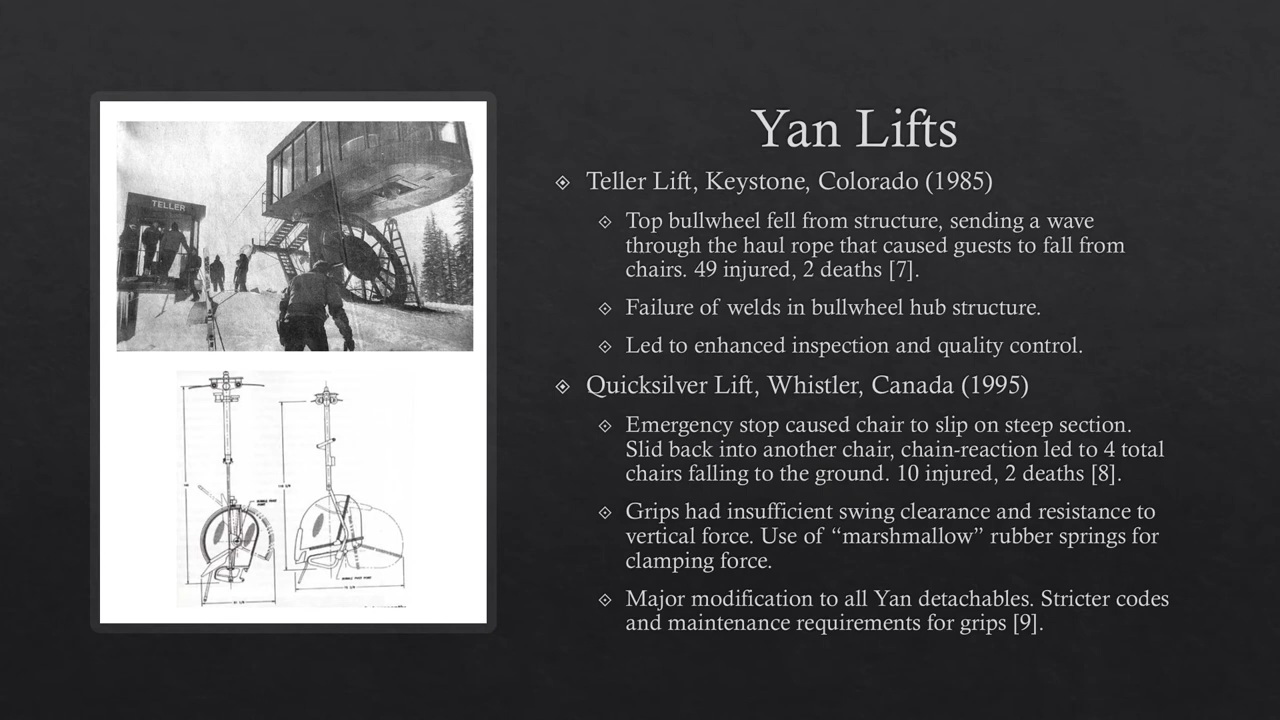 TELLER
Yan Lifts
Teller Lift, Keystone, Colorado (1985)
Top bullwheel fell from structure, sending a wave
through the haul rope that caused guests to fall from
chairs. 49 injured, 2 deaths [7].
Failure of welds in bullwheel hub structure.
Led to enhanced inspection and quality control.
Quicksilver Lift, Whistler, Canada (1995)
Emergency stop caused chair to slip on steep section.
Slid back into another chair, chain-reaction led to 4 total
chairs falling to the ground. 10 injured, 2 deaths [8].
Grips had insufficient swing clearance and resistance to
vertical force. Use of “marshmallow” rubber springs for
clamping force.
Major modification to all Yan detachables. Stricter codes
and maintenance requirements for grips [9].